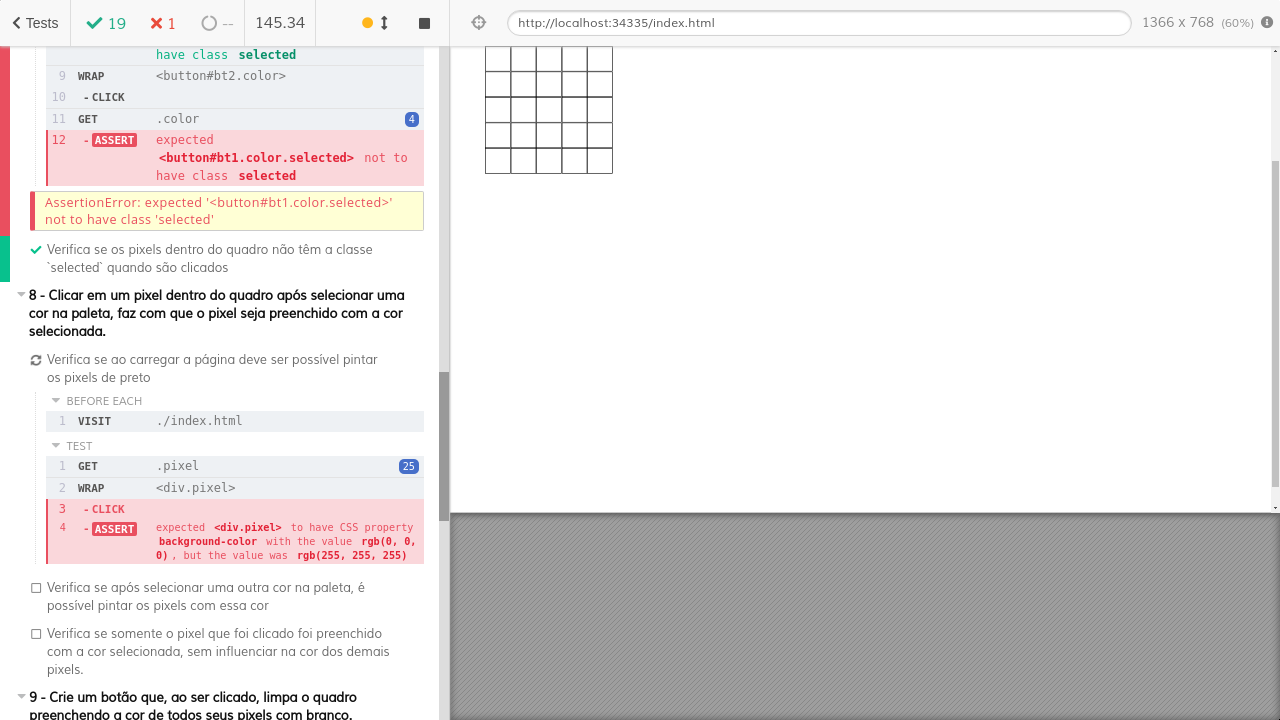 Tests 19 1 -- 145.34 http://localhost:34335/index.html 1366 x 768 (60%)
have class selected
9 WRAP <button#bt2.color>
10 - CLICK
11 GET .color 4
12 - ASSERT expected
<button#bt1.color.selected> not to
have class selected
AssertionError: expected '<button#bt1.color.selected>'
not to have class 'selected'
Verifica se os pixels dentro do quadro não têm a classe
`selected` quando são clicados
8 - Clicar em um pixel dentro do quadro após selecionar uma
cor na paleta, faz com que o pixel seja preenchido com a cor
selecionada.
Verifica se ao carregar a página deve ser possível pintar
os pixels de preto
BEFORE EACH
1 VISIT ./index.html
TEST
1 GET .pixel 25
2 WRAP <div.pixel>
3 - CLICK
4 - ASSERT expected <div.pixel> to have CSS property
background-color with the value rgb(0, 0,
0) , but the value was rgb(255, 255, 255)
Verifica se após selecionar uma outra cor na paleta, é
possível pintar os pixels com essa cor
Verifica se somente o pixel que foi clicado foi preenchido
com a cor selecionada, sem influenciar na cor dos demais
pixels.
9 - Crie um botão que, ao ser clicado, limpa o quadro
preenchendo a cor de todos seus pixels com branco.